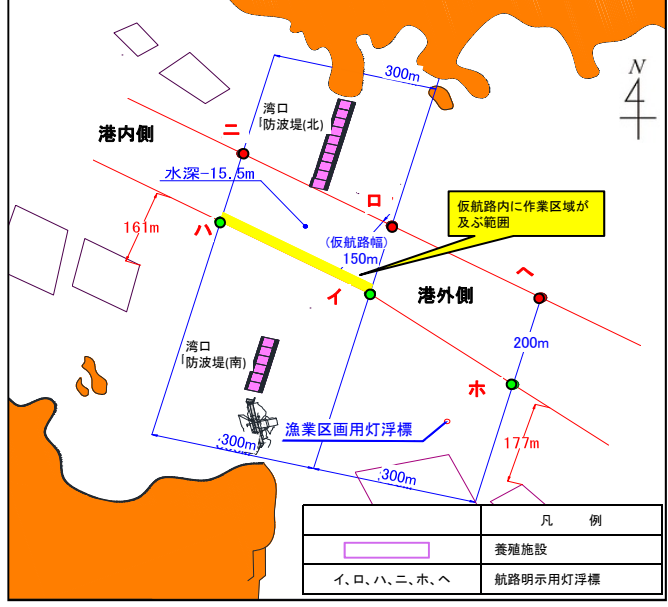 300m
N
湾口
「防波堤(北)
ニ
港内側
水深-15.5m
ロ
仮航路内に作業区域が
及ぶ範囲
161m
ハ
(仮航路幅)
150m
ヘ
イ
港外側
200m
湾口
「防波堤(南)
ホ
漁業区画用灯浮標
300m
177m
300m
凡 例
養殖施設
イ、ロ、ハ、ニ、ホ、ヘ
航路明示用灯浮標